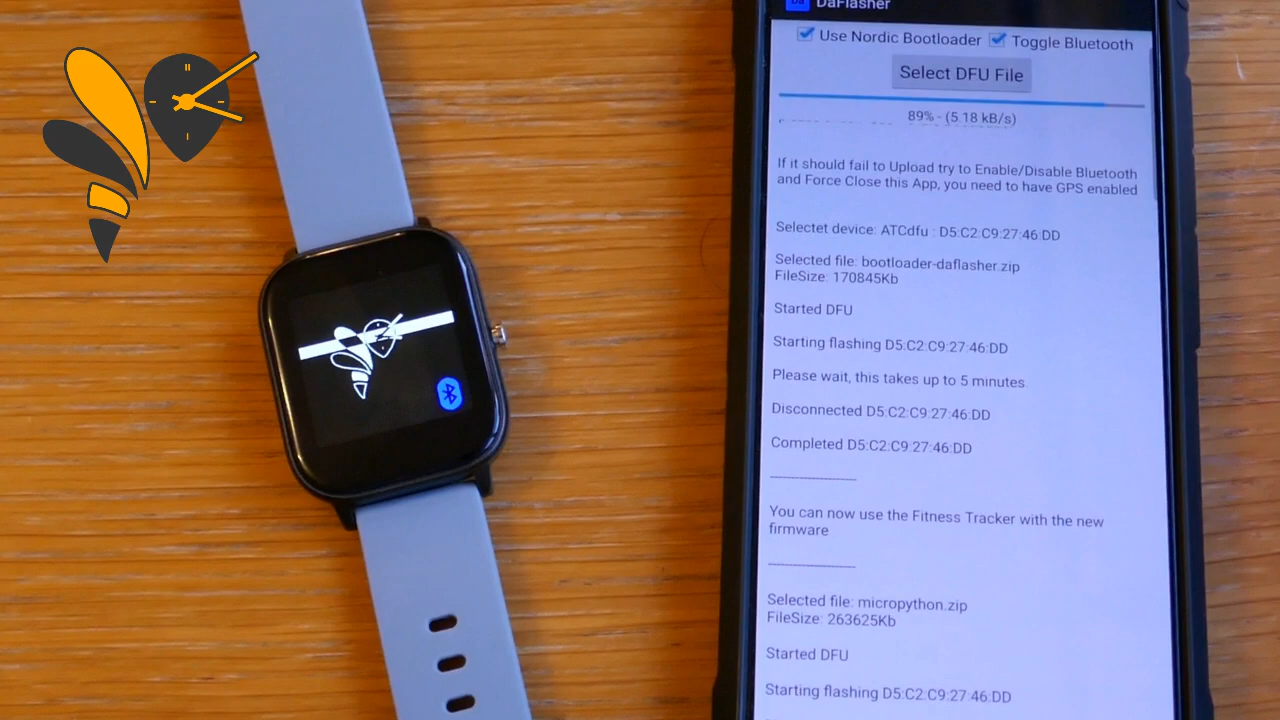 DaFlasher
Use Nordic Bootloader Toggle Bluetooth
Select DFU File
89% - (5.18 kB/s)
If it should fail to Upload try to Enable/Disable Bluetooth
and Force Close this App, you need to have GPS enabled
Selectet device: ATCdfu : D5:C2:C9:27:46:DD
Selected file: bootloader-daflasher.zip
FileSize: 170845Kb
Started DFU
Starting flashing D5:C2:C9:27:46:DD
Please wait, this takes up to 5 minutes.
Disconnected D5:C2:C9:27:46:DD
Completed D5:C2:C9:27:46:DD
You can now use the Fitness Tracker with the new
firmware
Selected file: micropython.zip
FileSize: 263625Kb
Started DFU
Starting flashing D5:C2:C9:27:46:DD